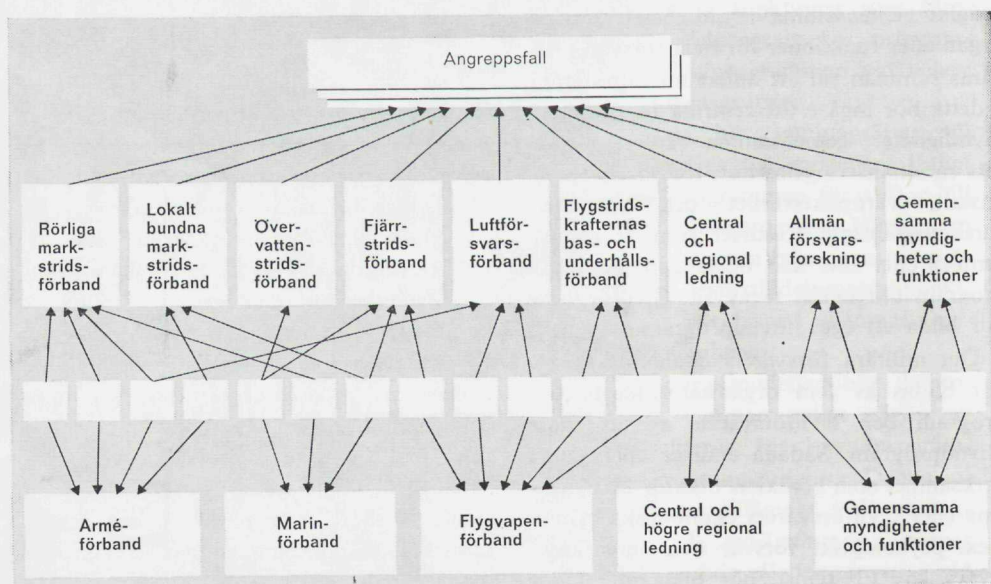 Angreppsfall
Rörliga
mark-
strids-
förband
Lokalt
bundna
mark-
strids-
förband
Över-
vatten-
strids-
förband
Fjärr-
strids-
förband
Luftför-
svars-
förband
Flygstrids-
krafternas
bas- och
underhålls-
förband
Central
och
regional
ledning
Allmän
försvars-
forskning
Gemen-
samma
myndig-
heter och
funktioner
Armé-
förband
Marin-
förband
Flygvapen-
förband
Central och
högre regional
ledning
Gemensamma
myndigheter
och funktioner